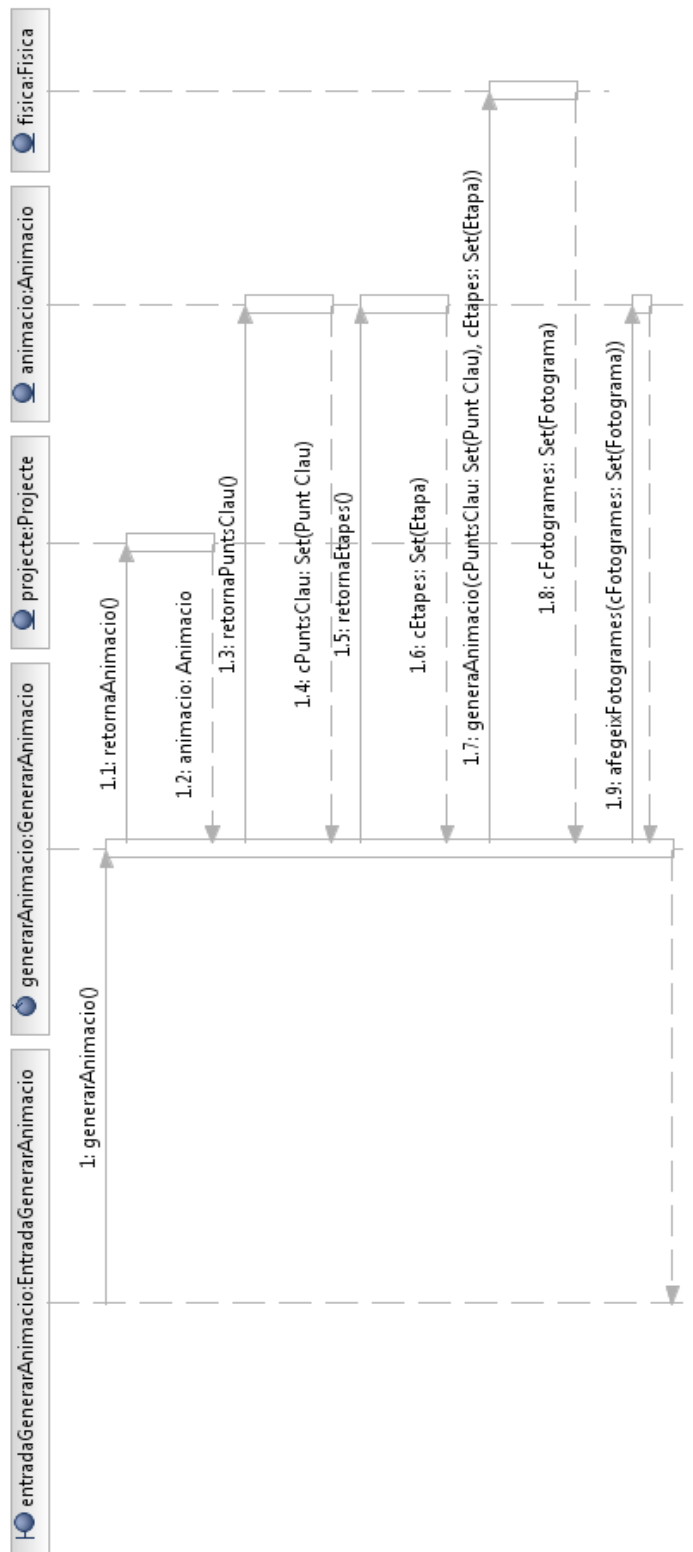 entradaGenerarAnimacio:EntradaGenerarAnimacio
generarAnimacio:GenerarAnimacio
projecte:Projecte
animacio:Animacio
fisica:Fisica
1: generarAnimacio()
1.1: retornaAnimacio()
1.2: animacio: Animacio
1.3: retornaPuntsClau()
1.4: cPuntsClau: Set(Punt Clau)
1.5: retornaEtapes()
1.6: cEtapes: Set(Etapa)
1.7: generaAnimacio(cPuntsClau: Set(Punt Clau), cEtapes: Set(Etapa))
1.8: cFotogrames: Set(Fotograma)
1.9: afegeixFotogrames(cFotogrames: Set(Fotograma))